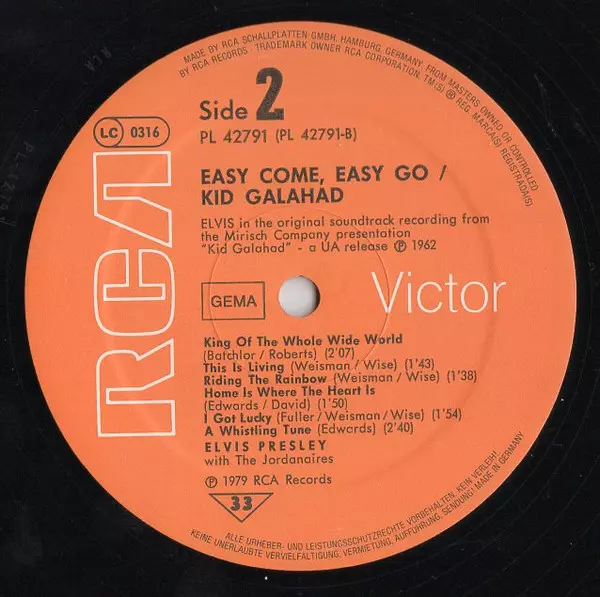 MADE BY RCA SCHALLPLATTEN GMBH, HAMBURG, GERMANY, FROM MASTERS OWNED OR CONTROLLED
BY RCA RECORDS . TRADEMARK OWNER RCA CORPORATION. TM(S) ® REG. MARCA(S) REGISTRADA(S)
Side 2
PL 42791 (PL 42791-B)
LC 0316
EASY COME, EASY GO /
KID GALAHAD
ELVIS in the original soundtrack recording from
the Mirisch Company presentation
"Kid Galahad" - a UA release ℗ 1962
RCA
GEMA
Victor
King Of The Whole Wide World
(Batchlor / Roberts) (2'07)
This Is Living (Weisman / Wise) (1'43)
Riding The Rainbow (Weisman / Wise) (1'38)
Home Is Where The Heart Is
(Edwards / David) (1'50)
I Got Lucky (Fuller / Weisman / Wise) (1'54)
A Whistling Tune (Edwards) (2'40)
ELVIS PRESLEY
with The Jordanaires
℗ 1979 RCA Records
33
ALLE URHEBER- UND LEISTUNGSSCHUTZRECHTE VORBEHALTEN. KEIN VERLEIH!
KEINE UNERLAUBTE VERVIELFÄLTIGUNG, VERMIETUNG, AUFFÜHRUNG, SENDUNG!